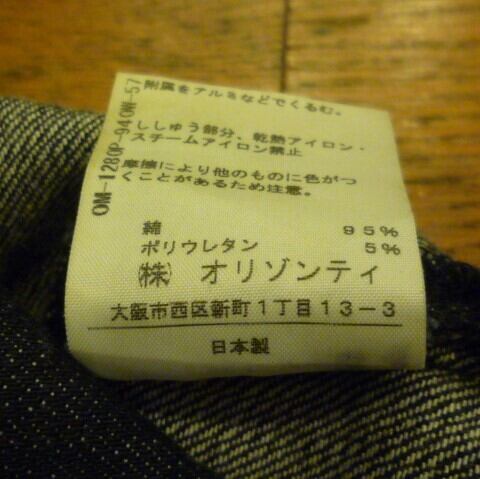 附属をアルミなどでくるむ。
ししゅう部分、乾熱アイロン・
スチームアイロン禁止
摩擦により他のものに色がつ
くことがあるため注意。
綿 95%
ポリウレタン 5%
㈱ オリゾンティ
大阪市西区新町1丁目13-3
日本製
OM-1280P-940W-57